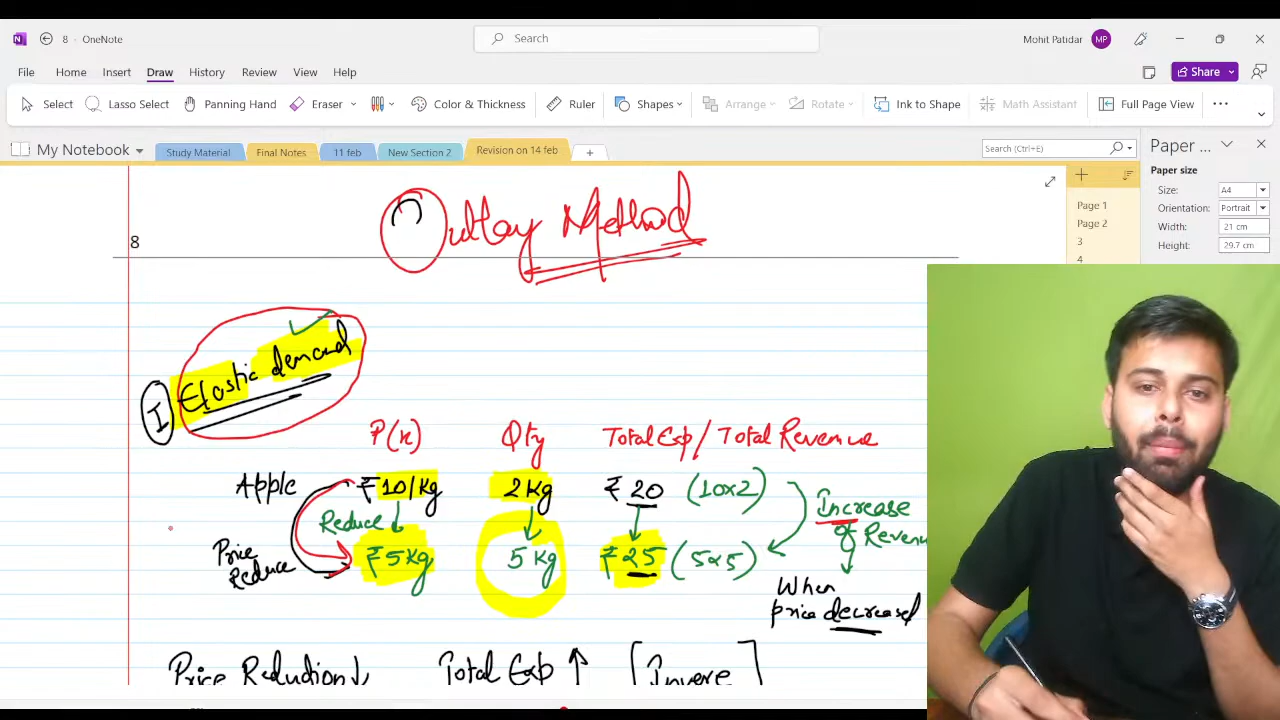 8 - OneNote
Search
Mohit Patidar MP
File Home Insert Draw History Review View Help
Share
Select Lasso Select Panning Hand Eraser Color & Thickness Ruler Shapes Arrange Rotate Ink to Shape Math Assistant Full Page View
My Notebook Study Material Final Notes 11 feb New Section 2 Revision on 14 feb + Search (Ctrl+E)
Paper ...
Paper size
Size: A4
Orientation: Portrait
Width: 21 cm
Height: 29.7 cm
Page 1
Page 2
3
4
8
Outlay Method
I Elastic demand
P(x) Qty Total Exp / Total Revenue
Apple ₹10/Kg 2Kg ₹20 (10x2)
Reduce
Price Reduce
₹5Kg 5 Kg ₹25 (5x5)
Increase
of
Revenu
When
price decreased
Price Reduction↓ Total Exp ↑ [Invere]